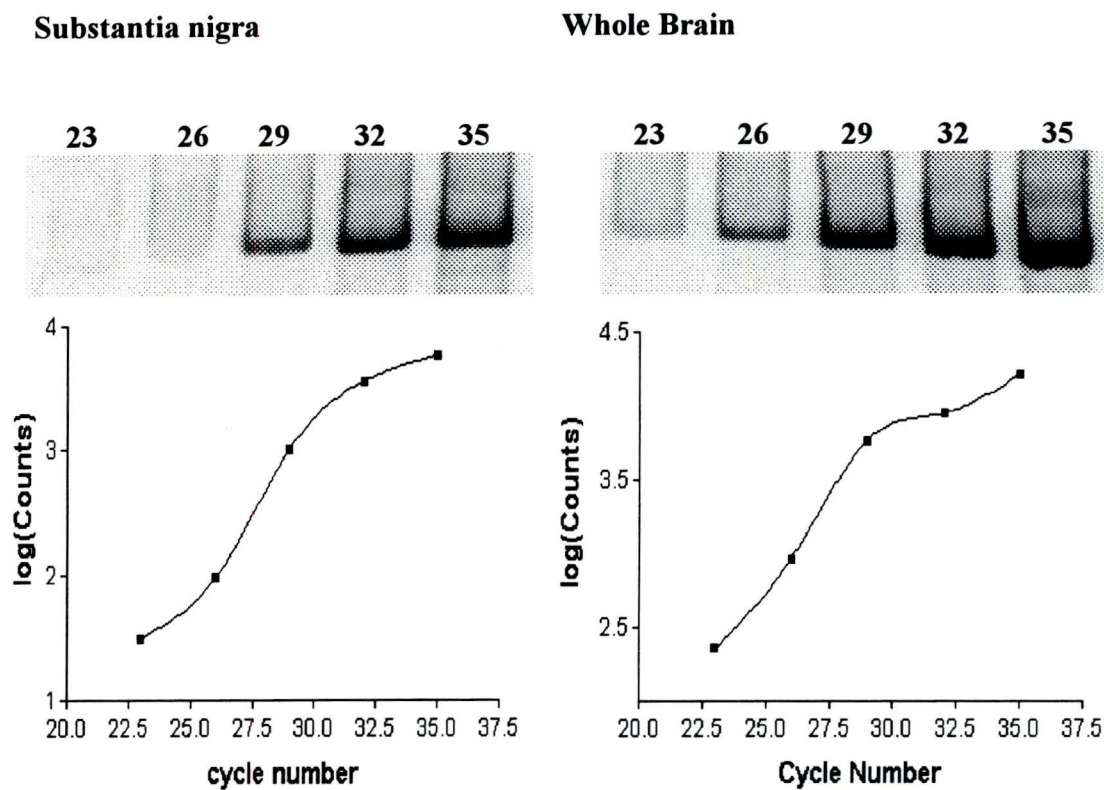 Substantia nigra
Whole Brain
23 26 29 32 35
23 26 29 32 35
4
3
2
1
log(Counts)
20.0 22.5 25.0 27.5 30.0 32.5 35.0 37.5
cycle number
4.5
3.5
2.5
log(Counts)
20.0 22.5 25.0 27.5 30.0 32.5 35.0 37.5
Cycle Number